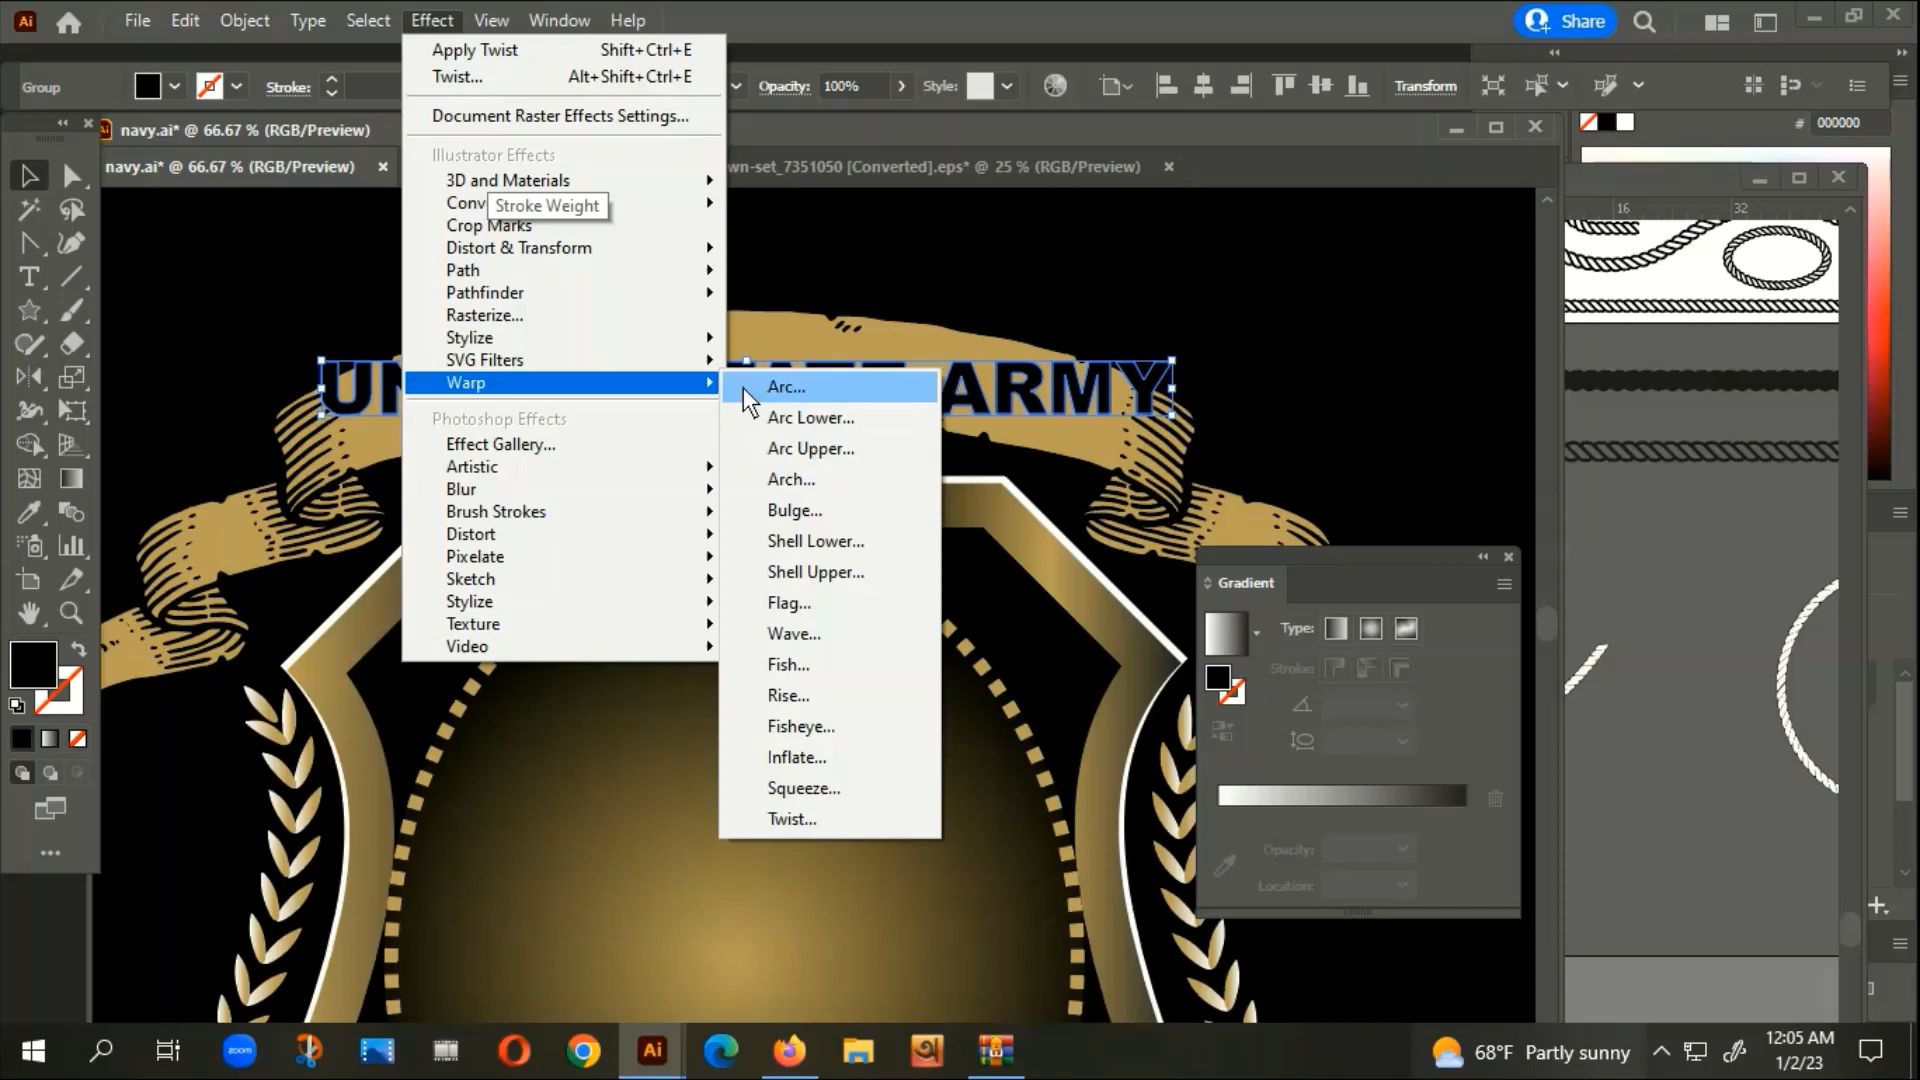 Ai File Edit Object Type Select Effect View Window Help Share
Group Stroke: Opacity: 100% Style: Transform
Apply Twist Shift+Ctrl+E
Twist... Alt+Shift+Ctrl+E
Document Raster Effects Settings...
Illustrator Effects
3D and Materials
Conv
Stroke Weight
Crop Marks
Distort & Transform
Path
Pathfinder
Rasterize...
Stylize
SVG Filters
Warp
Photoshop Effects
Effect Gallery...
Artistic
Blur
Brush Strokes
Distort
Pixelate
Sketch
Stylize
Texture
Video
Arc...
Arc Lower...
Arc Upper...
Arch...
Bulge...
Shell Lower...
Shell Upper...
Flag...
Wave...
Fish...
Rise...
Fisheye...
Inflate...
Squeeze...
Twist...
Ai navy.ai* @ 66.67 % (RGB/Preview)
navy.ai* @ 66.67 % (RGB/Preview)
wn-set_7351050 [Converted].eps* @ 25 % (RGB/Preview)
# 000000
16 32
ARMY
Gradient
Type:
Stroke:
Opacity:
Location:
zoom
Ai
68°F Partly sunny
12:05 AM
1/2/23